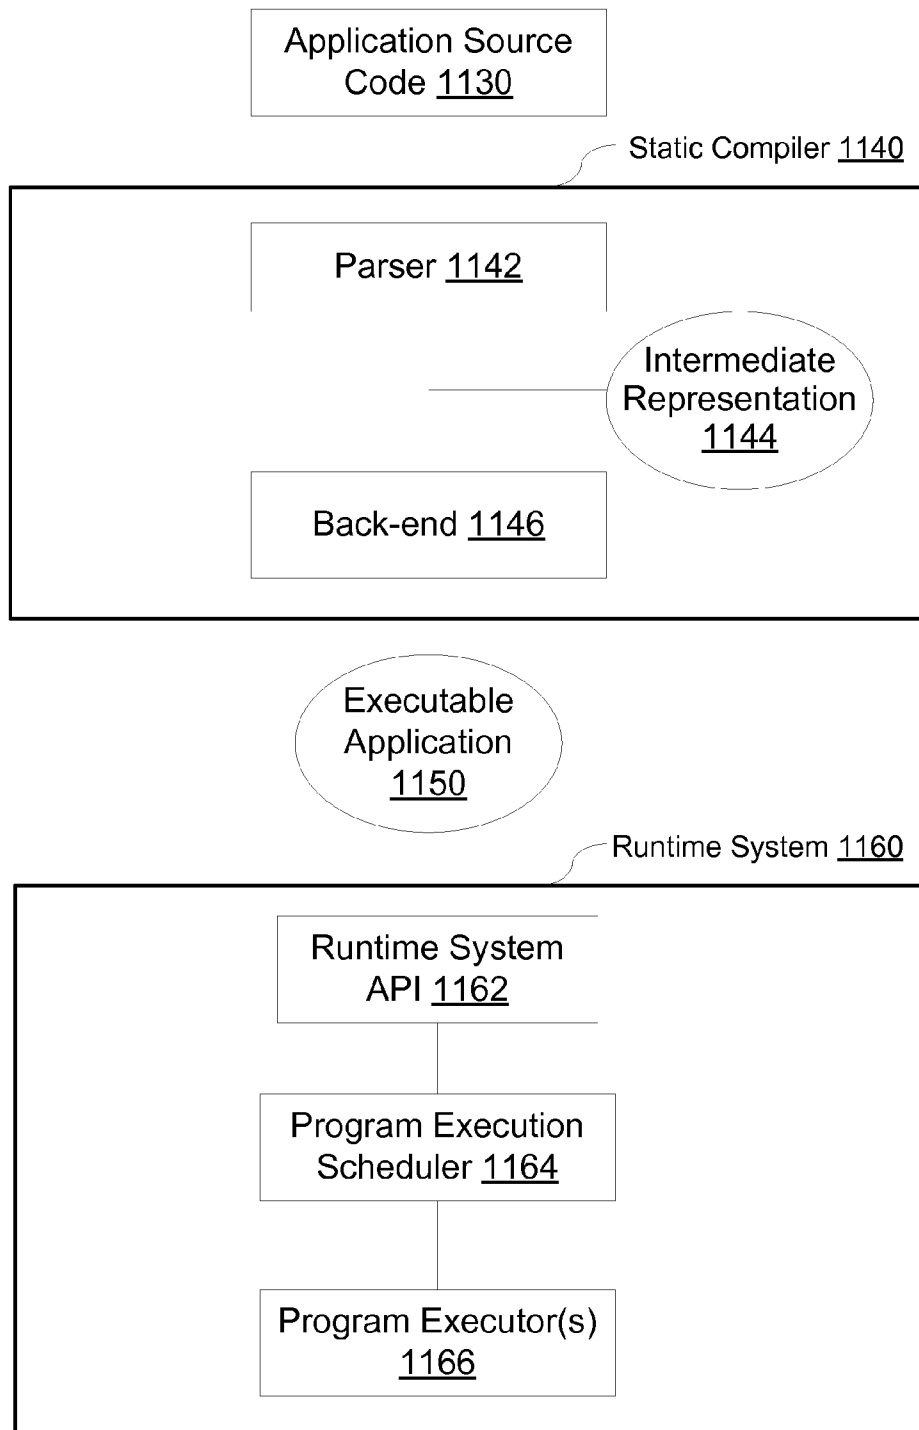 Application Source
Code 1130
Static Compiler 1140
Parser 1142
Intermediate
Representation
1144
Back-end 1146
Executable
Application
1150
Runtime System 1160
Runtime System
API 1162
Program Execution
Scheduler 1164
Program Executor(s)
1166